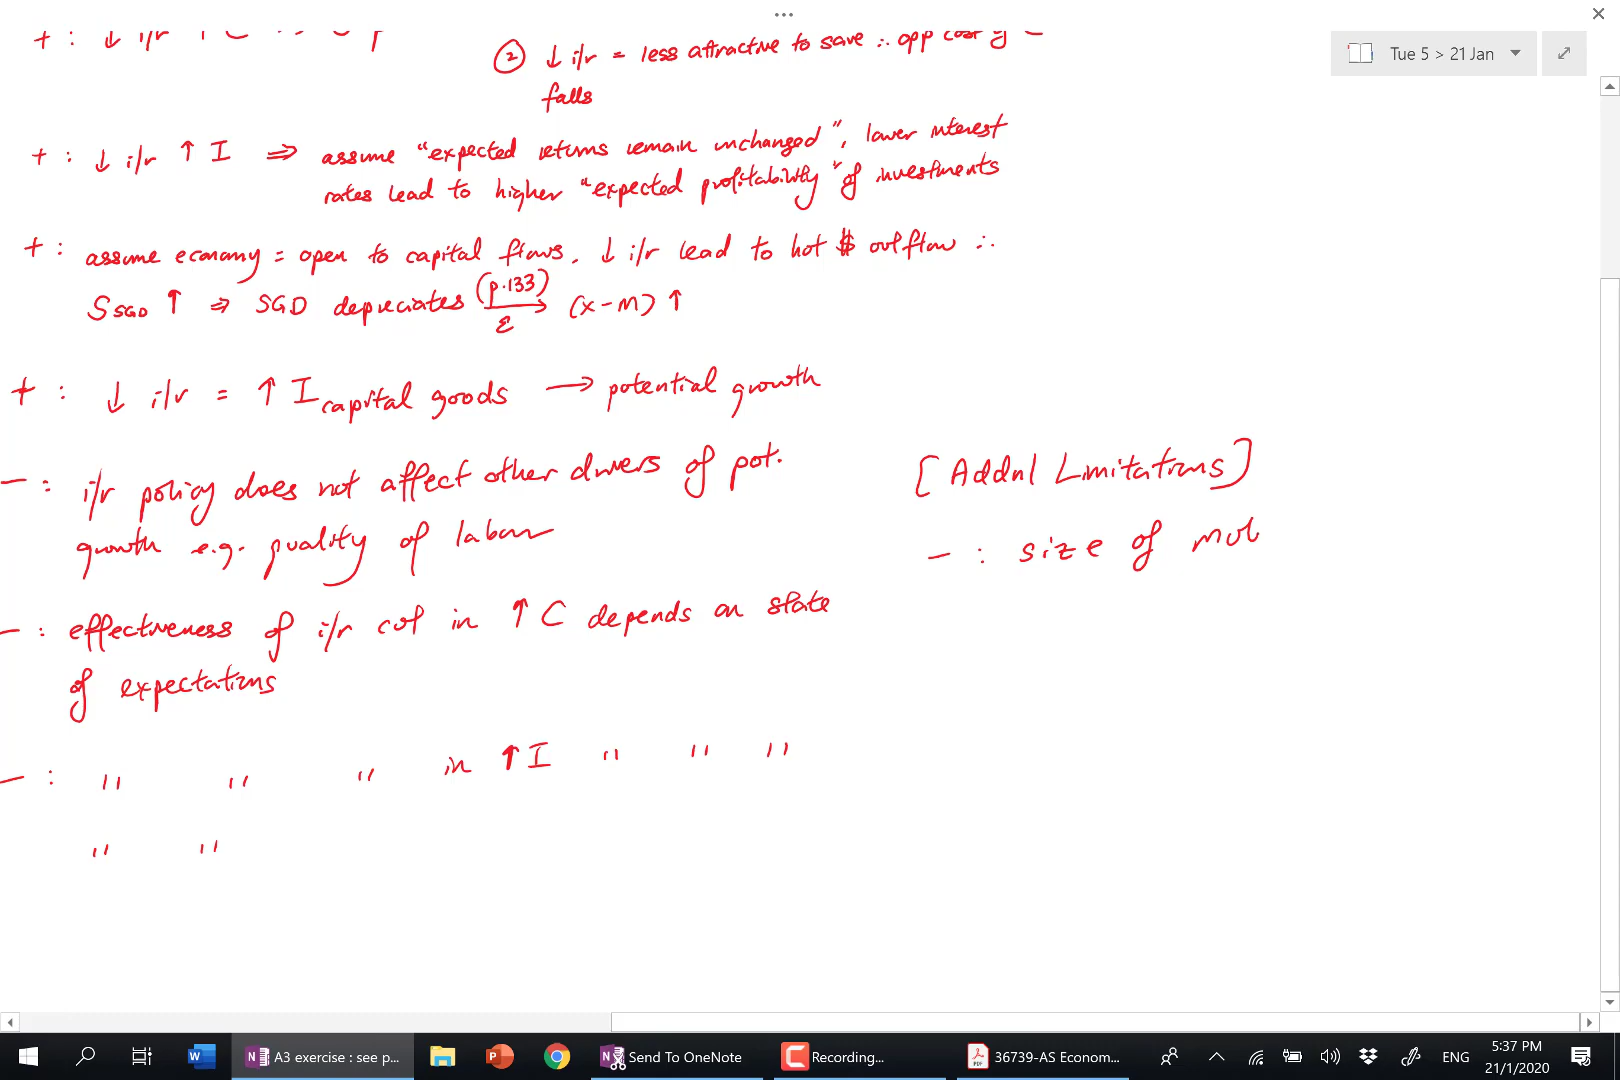 Tue 5 > 21 Jan
+ : ↓ i/r ↑ C
② ↓ i/r = less attractive to save ∴ opp cost of C
falls
+ : ↓ i/r ↑ I ⇒ assume "expected returns remain unchanged", lower interest
rates lead to higher "expected profitability" of investments
+ : assume economy = open to capital flows. ↓ i/r lead to hot $ outflow ∴
S SGD ↑ ⇒ SGD depreciates (p.133) → (X-M) ↑
ε
+ : ↓ i/r = ↑ I capital goods → potential growth
- : i/r policy does not affect other drivers of pot.
growth e.g. quality of labour
[Addnl Limitations]
- : size of mul
- : effectiveness of i/r cut in ↑ C depends on state
of expectations
- : " " " in ↑ I " " "
" "
A3 exercise : see p...
Send To OneNote
Recording...
36739-AS Econom...
ENG
5:37 PM
21/1/2020